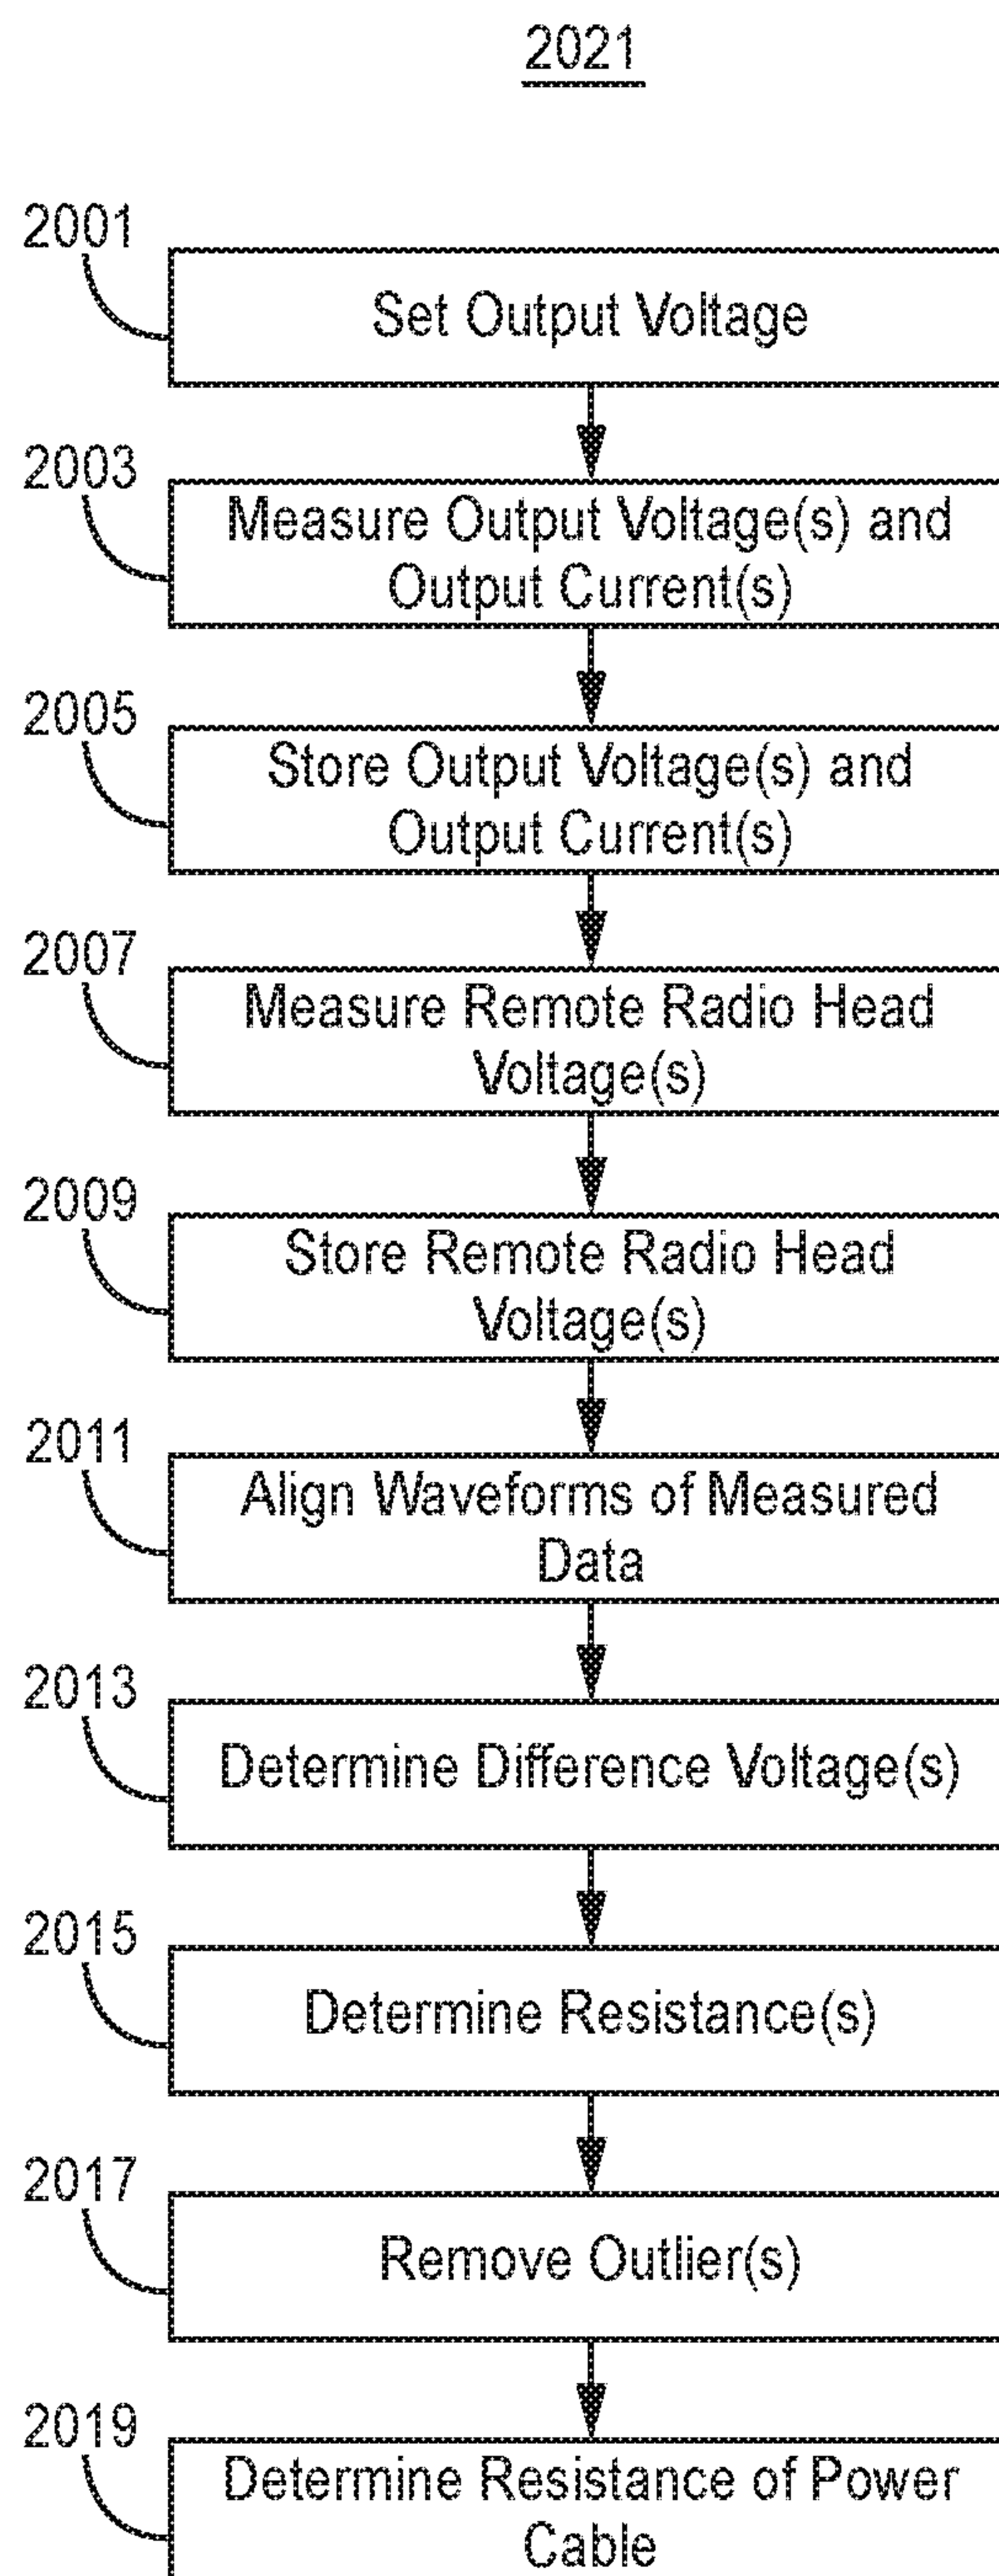 2021
2001
Set Output Voltage
2003
Measure Output Voltage(s) and
Output Current(s)
2005
Store Output Voltage(s) and
Output Current(s)
2007
Measure Remote Radio Head
Voltage(s)
2009
Store Remote Radio Head
Voltage(s)
2011
Align Waveforms of Measured
Data
2013
Determine Difference Voltage(s)
2015
Determine Resistance(s)
2017
Remove Outlier(s)
2019
Determine Resistance of Power
Cable